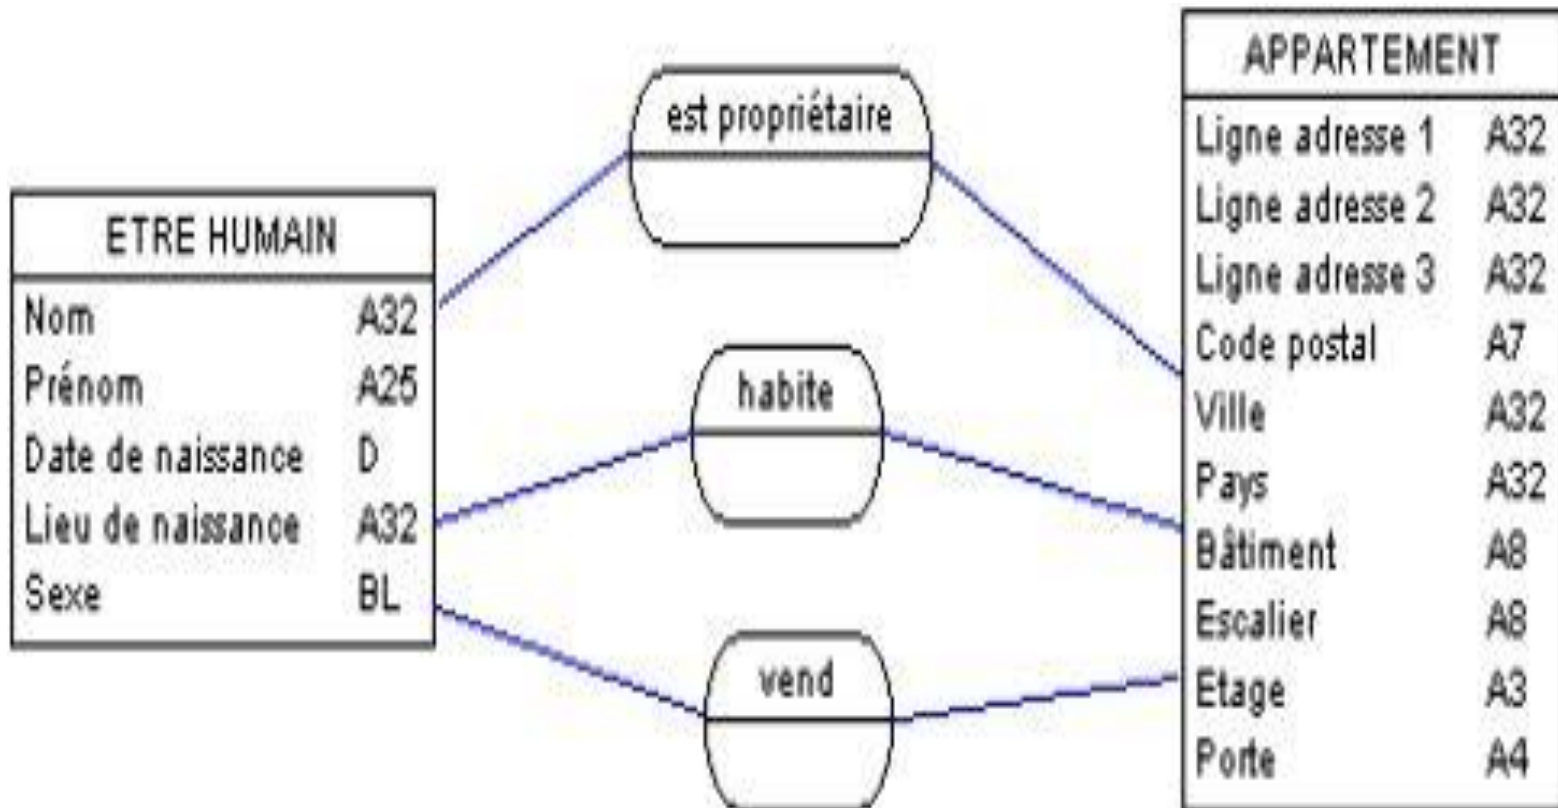 ETRE HUMAIN
Nom A32
Prénom A25
Date de naissance D
Lieu de naissance A32
Sexe BL
est propriétaire
habite
vend
APPARTEMENT
Ligne adresse 1 A32
Ligne adresse 2 A32
Ligne adresse 3 A32
Code postal A7
Ville A32
Pays A32
Bâtiment A8
Escalier A8
Etage A3
Porte A4